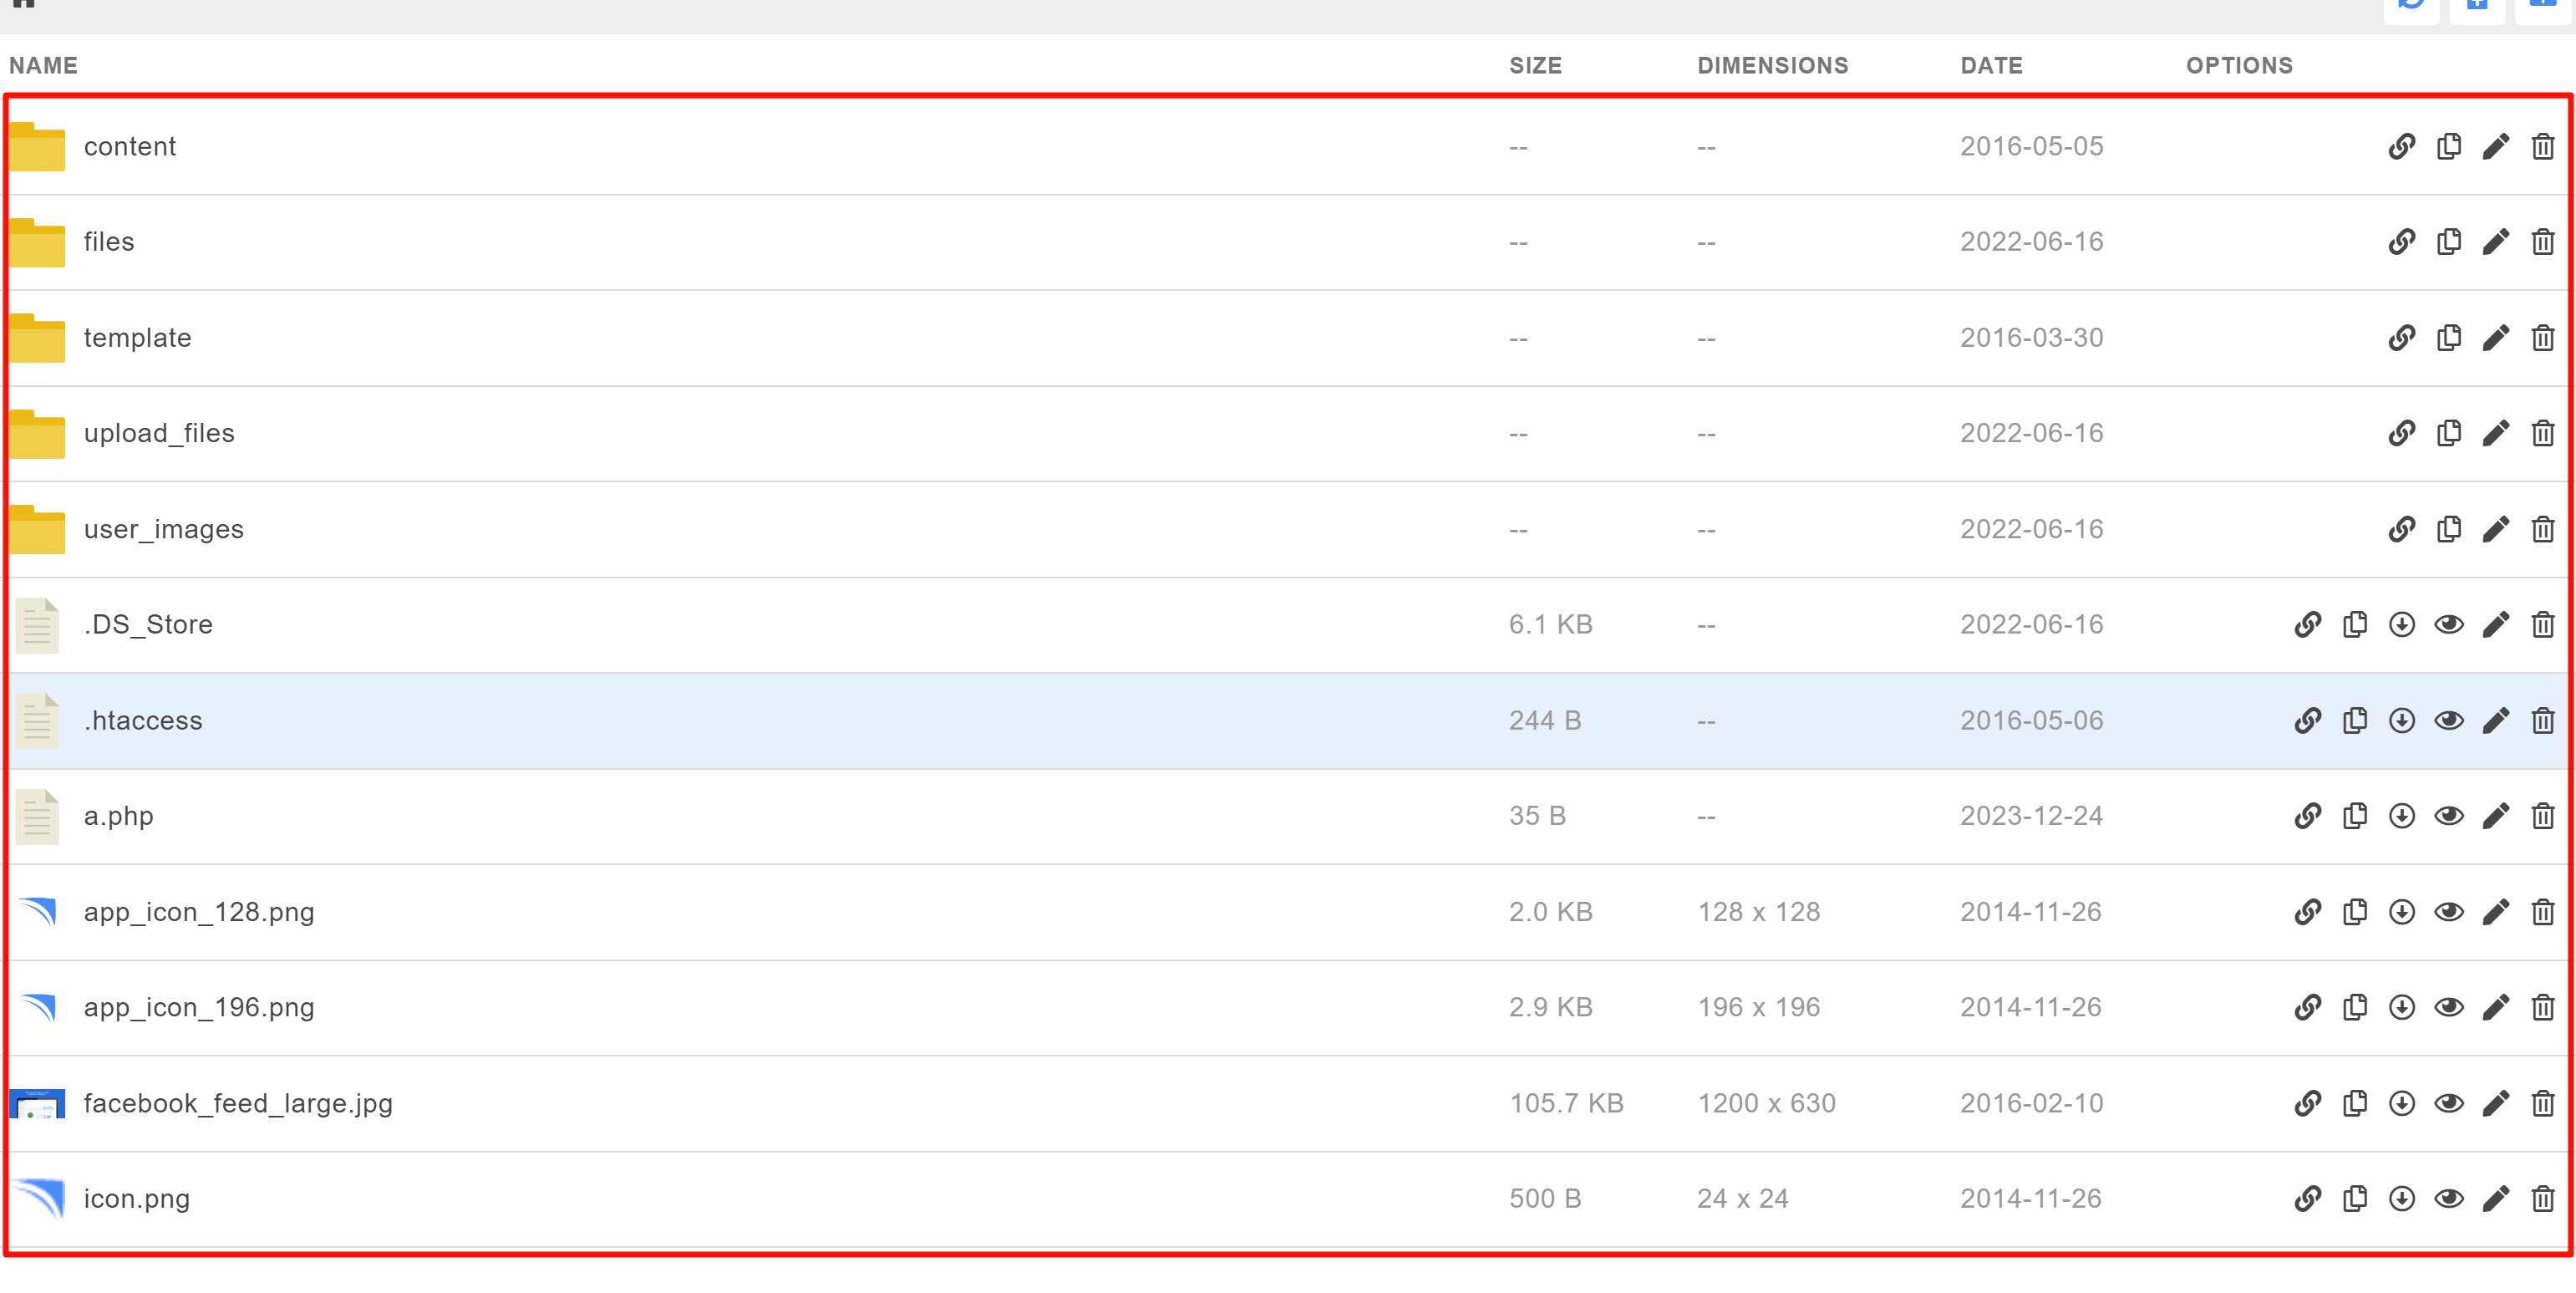 NAME SIZE DIMENSIONS DATE OPTIONS
content -- -- 2016-05-05
files -- -- 2022-06-16
template -- -- 2016-03-30
upload_files -- -- 2022-06-16
user_images -- -- 2022-06-16
.DS_Store 6.1 KB -- 2022-06-16
.htaccess 244 B -- 2016-05-06
a.php 35 B -- 2023-12-24
app_icon_128.png 2.0 KB 128 x 128 2014-11-26
app_icon_196.png 2.9 KB 196 x 196 2014-11-26
facebook_feed_large.jpg 105.7 KB 1200 x 630 2016-02-10
icon.png 500 B 24 x 24 2014-11-26